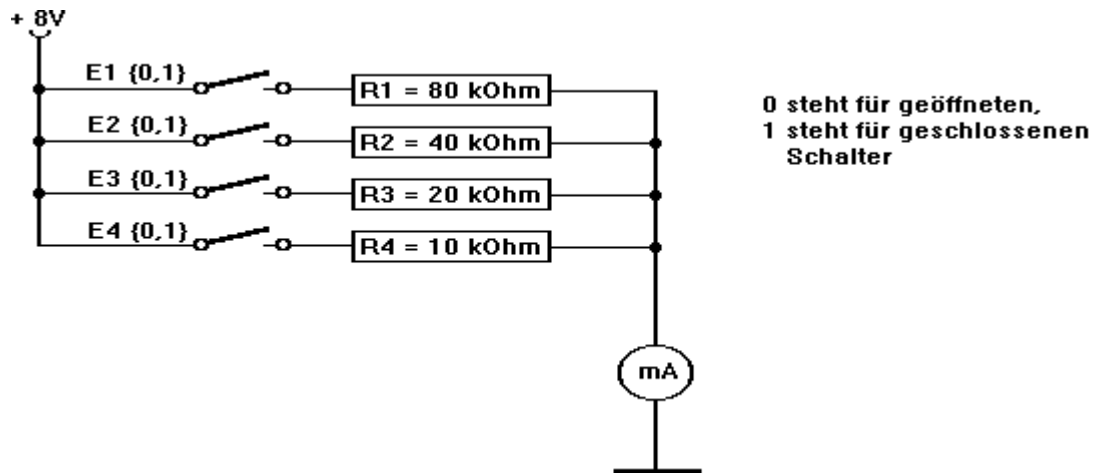 + 8V
E1 {0,1}
R1 = 80 kOhm
E2 {0,1}
R2 = 40 kOhm
E3 {0,1}
R3 = 20 kOhm
E4 {0,1}
R4 = 10 kOhm
0 steht für geöffneten,
1 steht für geschlossenen
Schalter
mA